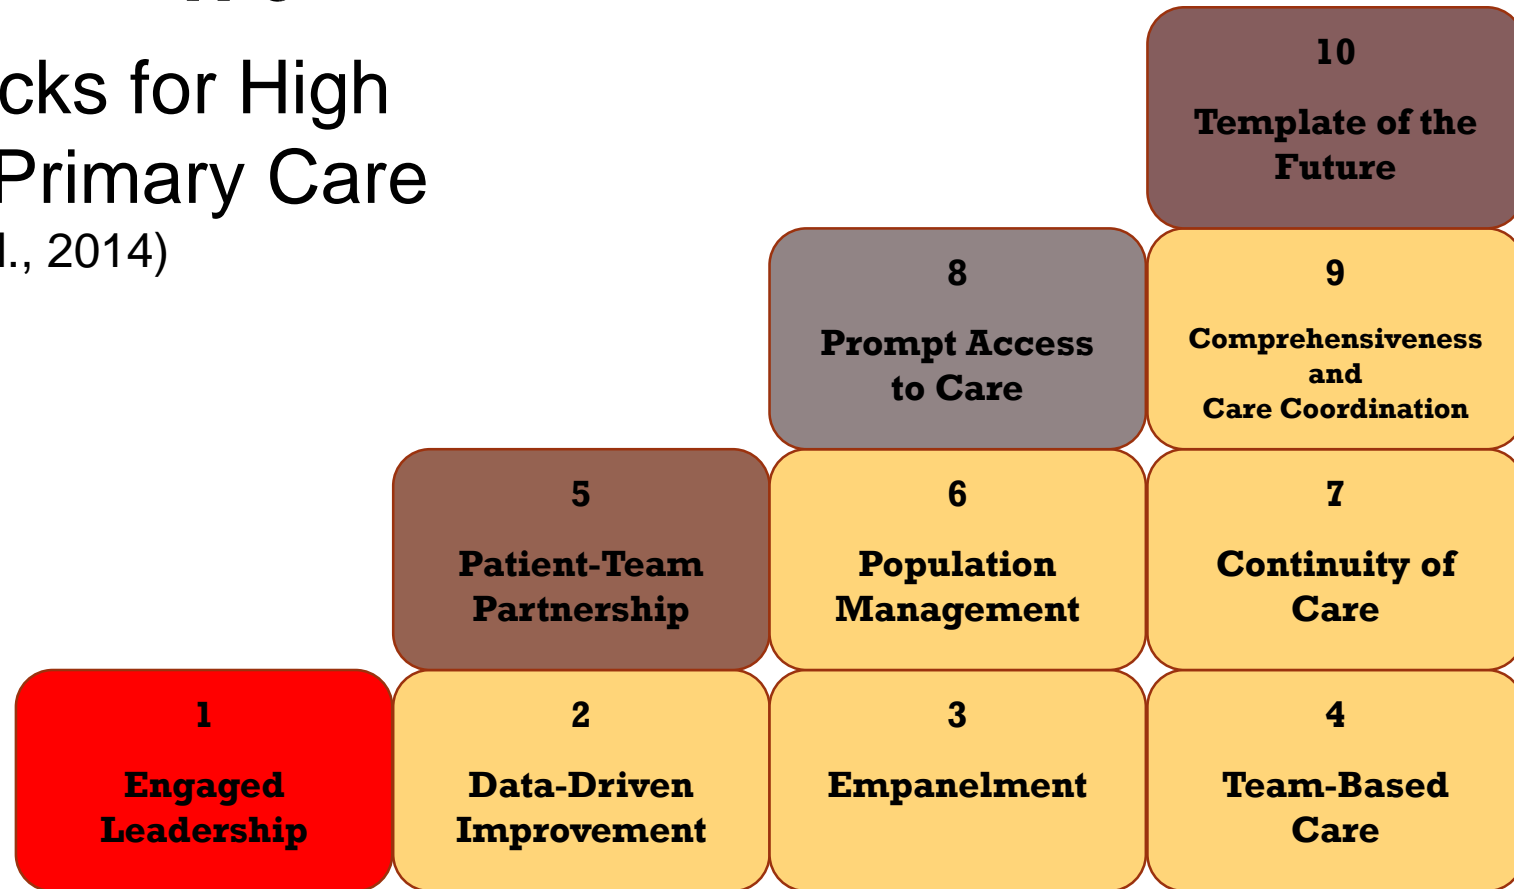 cks for High
Primary Care
l., 2014)
10
Template of the
Future
8
Prompt Access
to Care
9
Comprehensiveness
and
Care Coordination
5
Patient-Team
Partnership
6
Population
Management
7
Continuity of
Care
1
Engaged
Leadership
2
Data-Driven
Improvement
3
Empanelment
4
Team-Based
Care